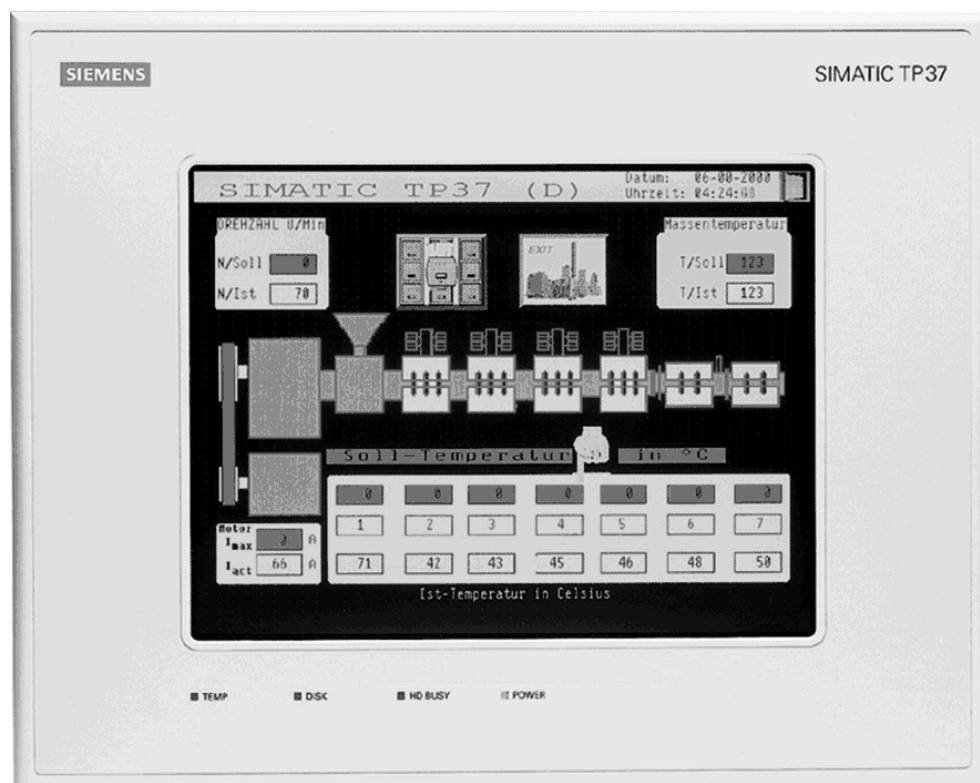 SIEMENS
SIMATIC TP37
SIMATIC TP37 (D)
Datum: 06-00-2000
Uhrzeit: 04:24:08
DREHZAHL U/Min
N/Soll 0
N/Ist 70
EXIT
Massentemperatur
T/Soll 123
T/Ist 123
Soll-Temperatur in °C
0 0 0 0 0 0 0
1 2 3 4 5 6 7
71 42 43 45 46 48 50
Motor
Imax 0 A
Iact 66 A
Ist-Temperatur in Celsius
TEMP DISK HD BUSY POWER